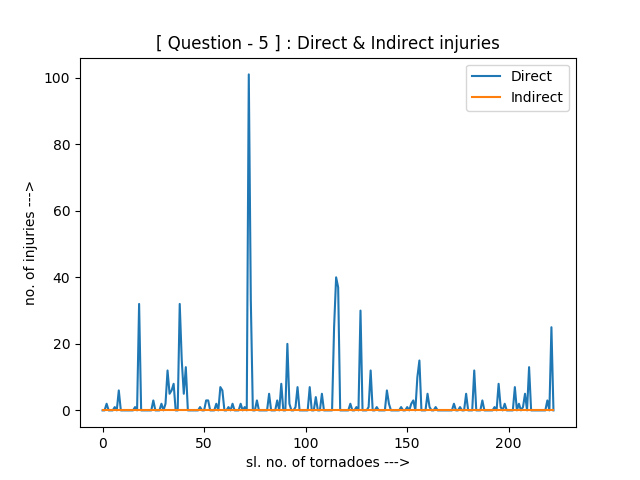 [ Question - 5 ] : Direct & Indirect injuries
Direct
Indirect
no. of injuries --->
100
80
60
40
20
0
0 50 100 150 200
sl. no. of tornadoes --->